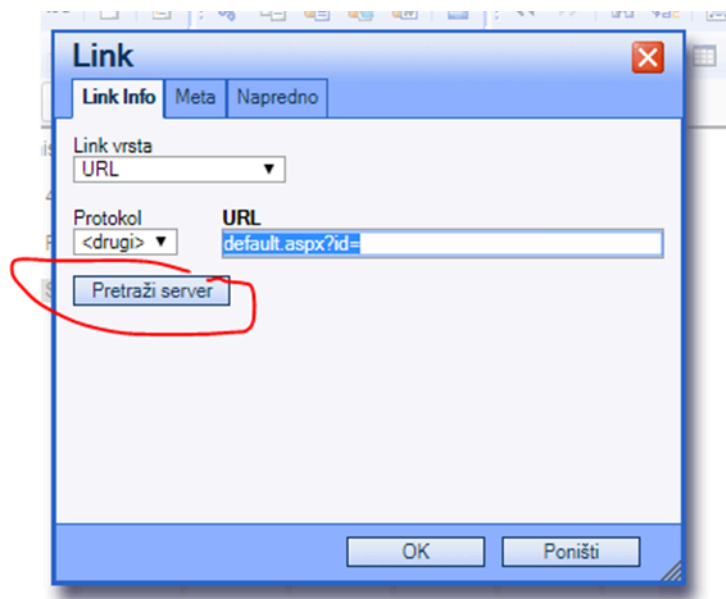 Link
Link Info Meta Napredno
Link vrsta
URL
Protokol URL
<drugi> default.aspx?id=
Pretraži server
OK Poništi